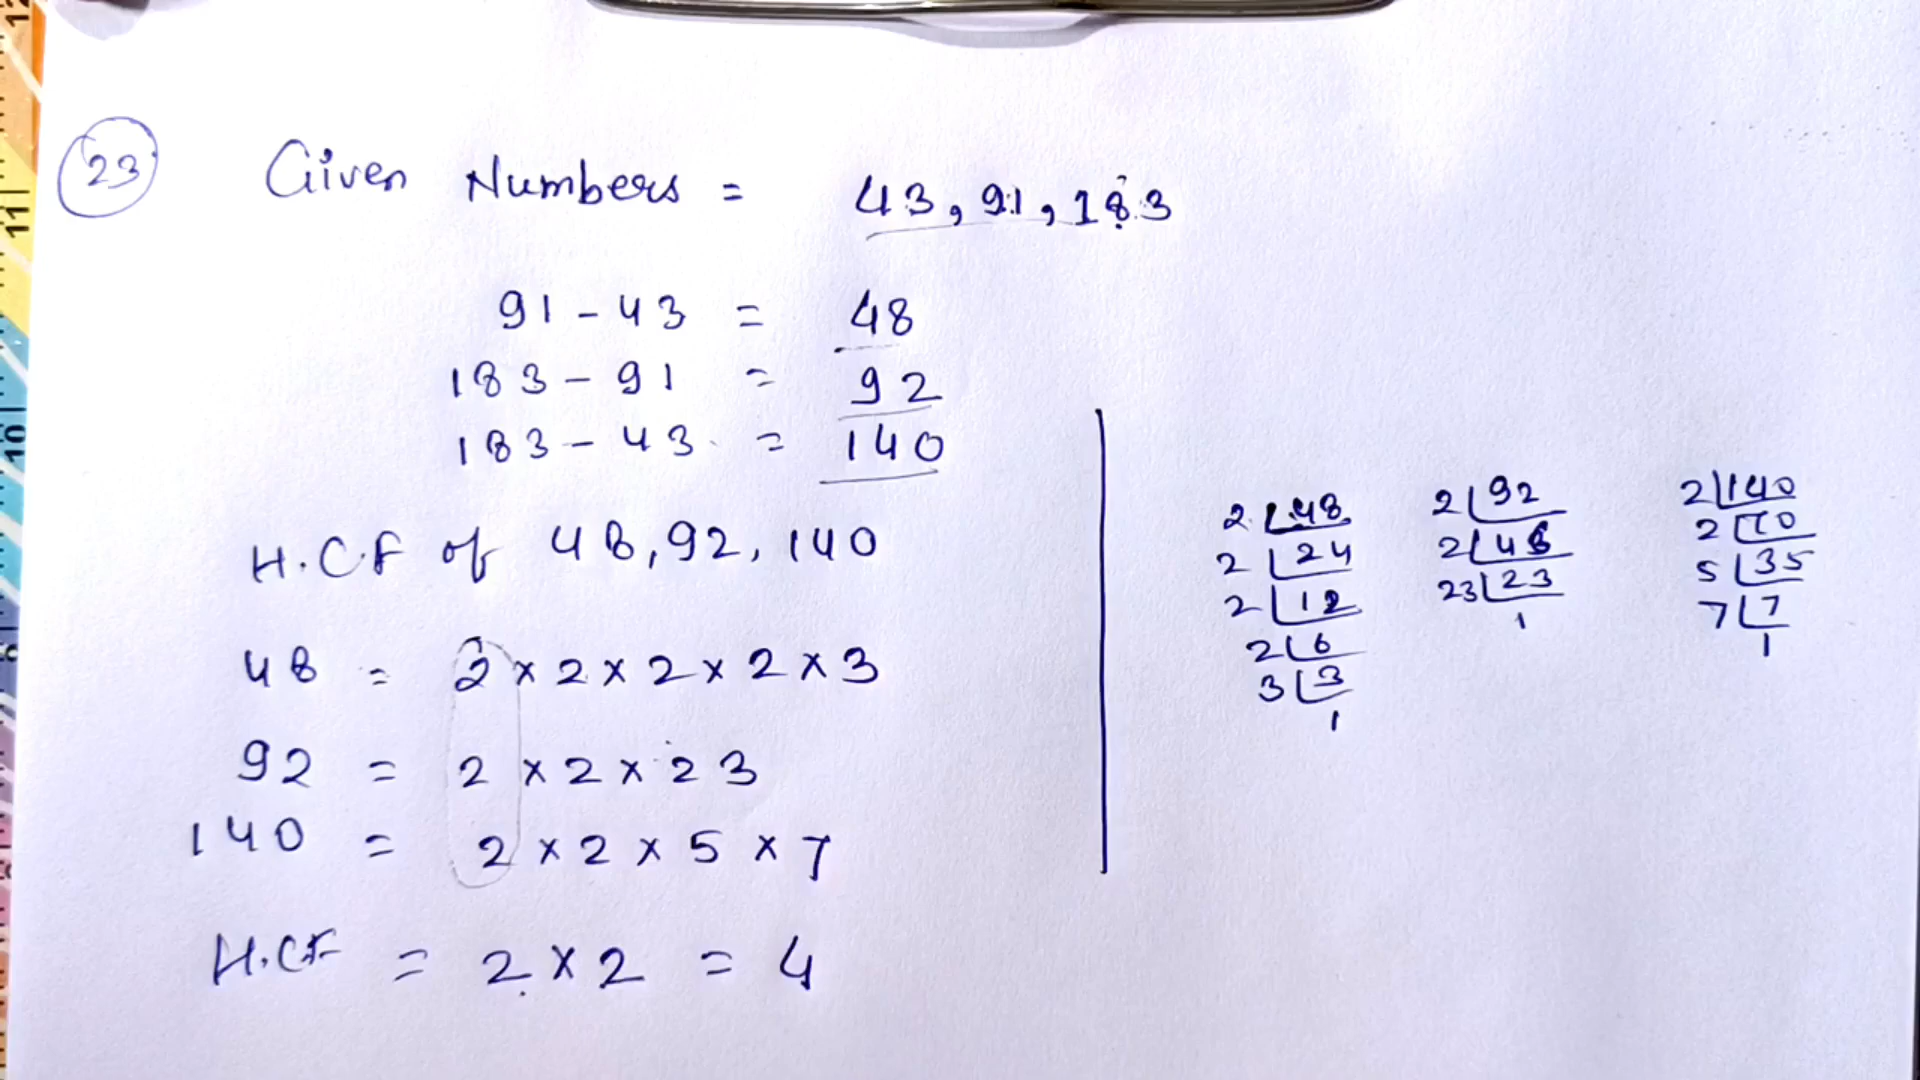 23 Given Numbers = 43, 91, 183
91 - 43 = 48
183 - 91 = 92
183 - 43 = 140
H.C.F of 48, 92, 140
48 = 2 x 2 x 2 x 2 x 3
92 = 2 x 2 x 23
140 = 2 x 2 x 5 x 7
H.C.F = 2 x 2 = 4
2 48
2 24
2 12
2 6
3 3
1
2 92
2 46
23 23
1
2 140
2 70
5 35
7 7
1
11
10